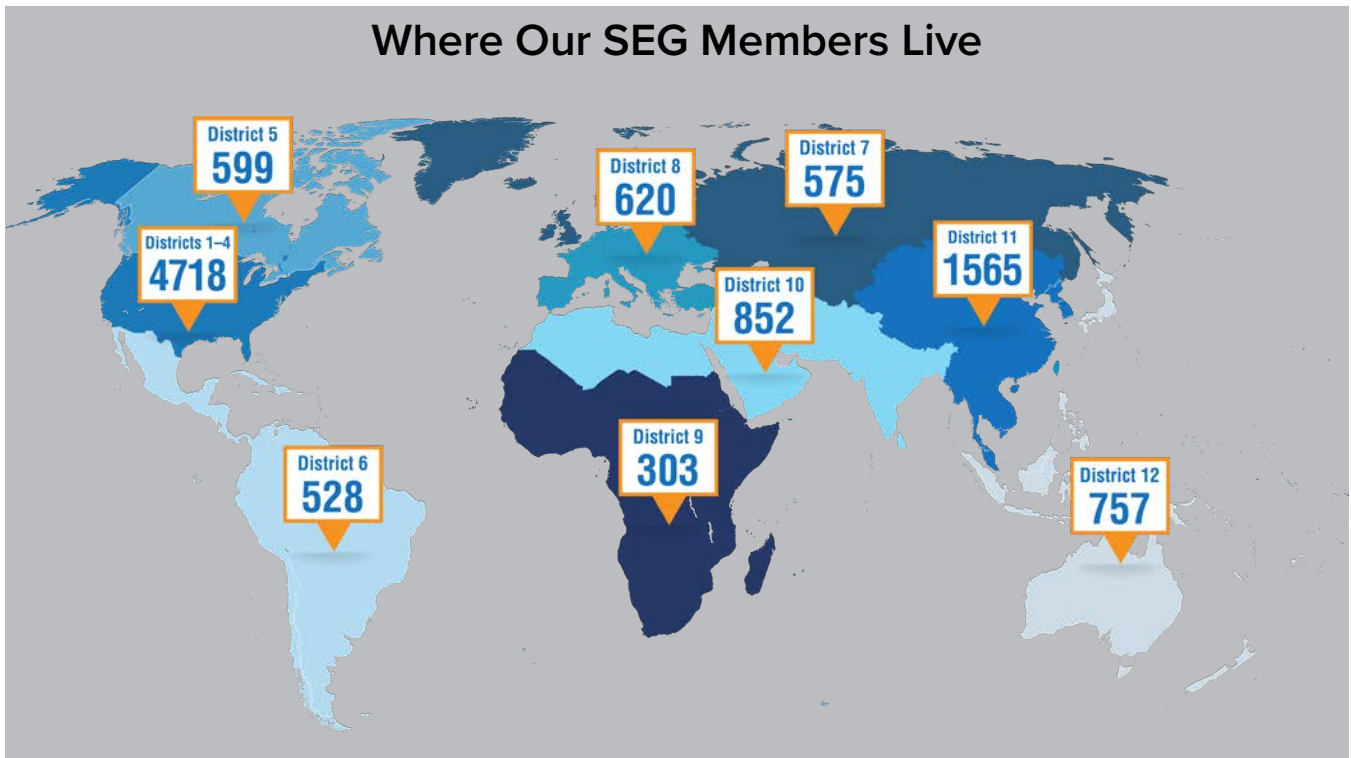 Where Our SEG Members Live
District 5
599
District 7
575
District 8
620
Districts 1–4
4718
District 11
1565
District 10
852
District 9
303
District 6
528
District 12
757